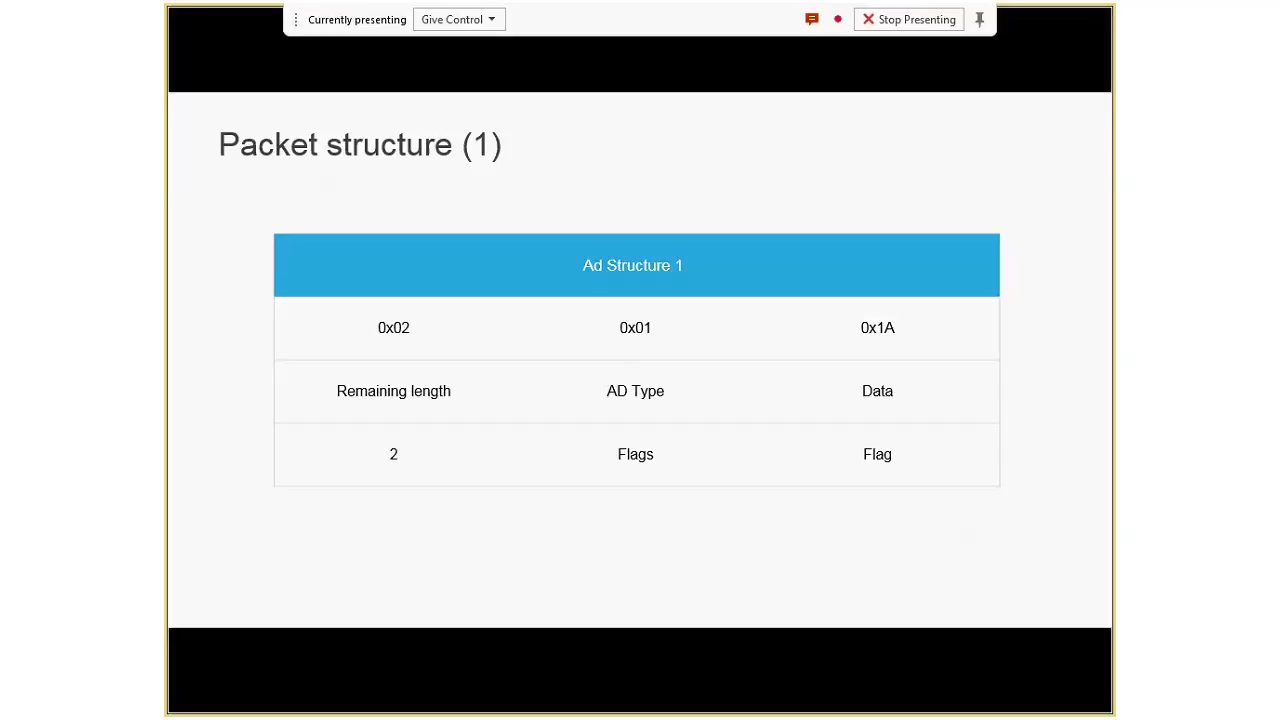 Currently presenting Give Control Stop Presenting
Packet structure (1)
Ad Structure 1
0x02 0x01 0x1A
Remaining length AD Type Data
2 Flags Flag